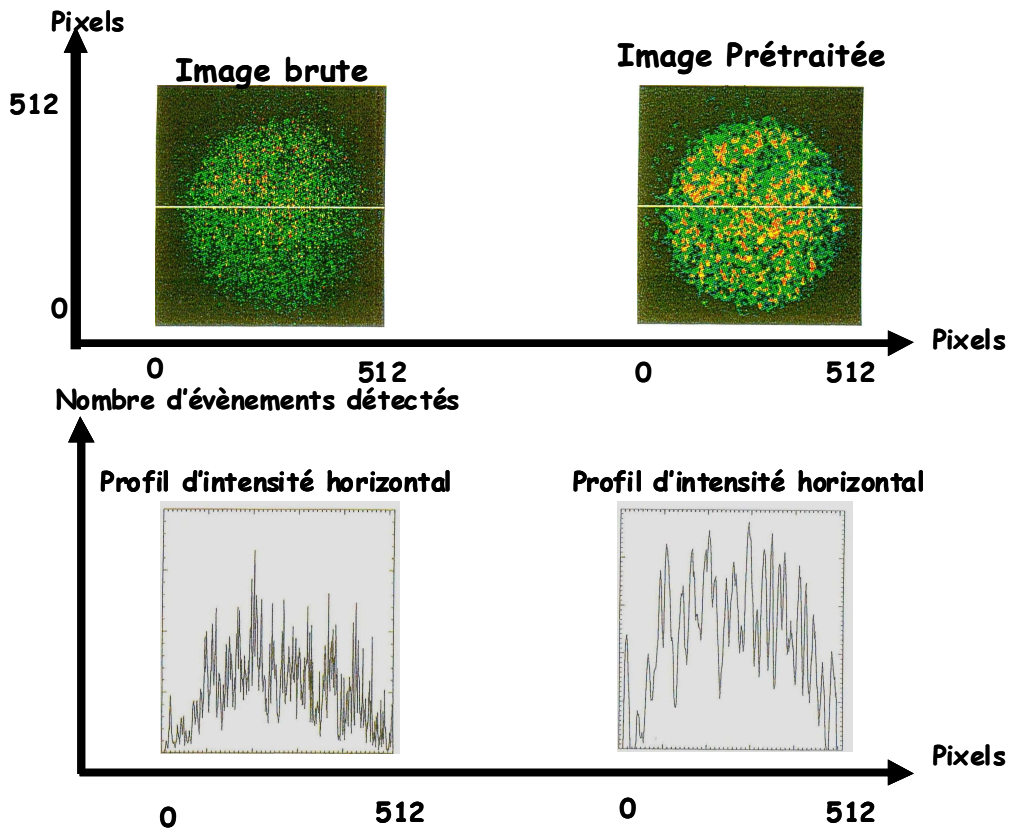 Pixels
Image brute
Image Prétraitée
512
0
Pixels
0
512
0
512
Nombre d'évènements détectés
Profil d'intensité horizontal
Profil d'intensité horizontal
Pixels
0
512
0
512